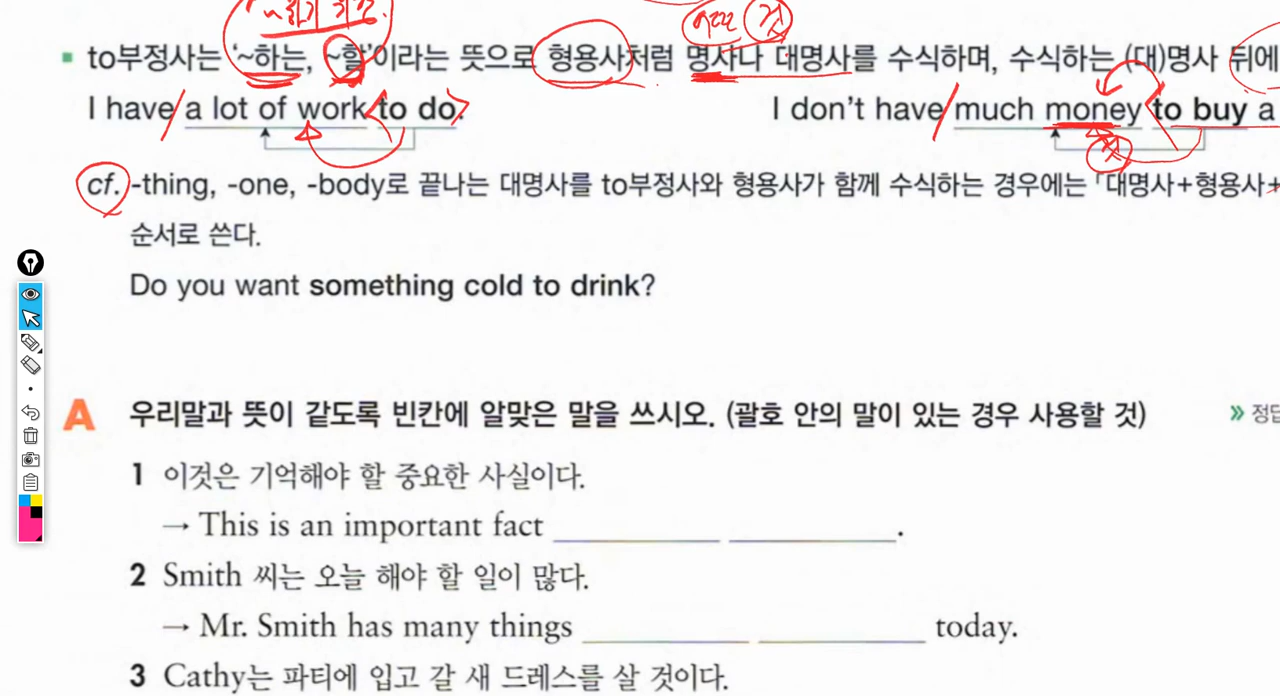 ~하기 위한
어떤 것
to부정사는 '~하는, ~할'이라는 뜻으로 형용사처럼 명사나 대명사를 수식하며, 수식하는 (대)명사 뒤에
I have / a lot of work <to do>. I don't have / much money <to buy a
cf. -thing, -one, -body로 끝나는 대명사를 to부정사와 형용사가 함께 수식하는 경우에는 「대명사+형용사+
순서로 쓴다.
Do you want something cold to drink?
A 우리말과 뜻이 같도록 빈칸에 알맞은 말을 쓰시오. (괄호 안의 말이 있는 경우 사용할 것) » 정답
1 이것은 기억해야 할 중요한 사실이다.
→ This is an important fact ________ ________.
2 Smith 씨는 오늘 해야 할 일이 많다.
→ Mr. Smith has many things ________ ________ today.
3 Cathy는 파티에 입고 갈 새 드레스를 살 것이다.